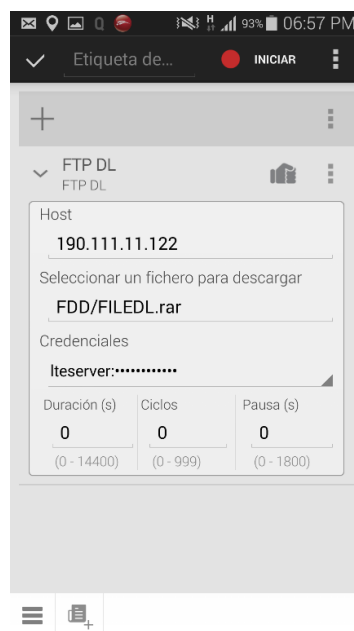 93% 06:57 PM
Etiqueta de... INICIAR
FTP DL
FTP DL
Host
190.111.11.122
Seleccionar un fichero para descargar
FDD/FILEDL.rar
Credenciales
lteserver:••••••••••••
Duración (s) Ciclos Pausa (s)
0 0 0
(0 - 14400) (0 - 999) (0 - 1800)